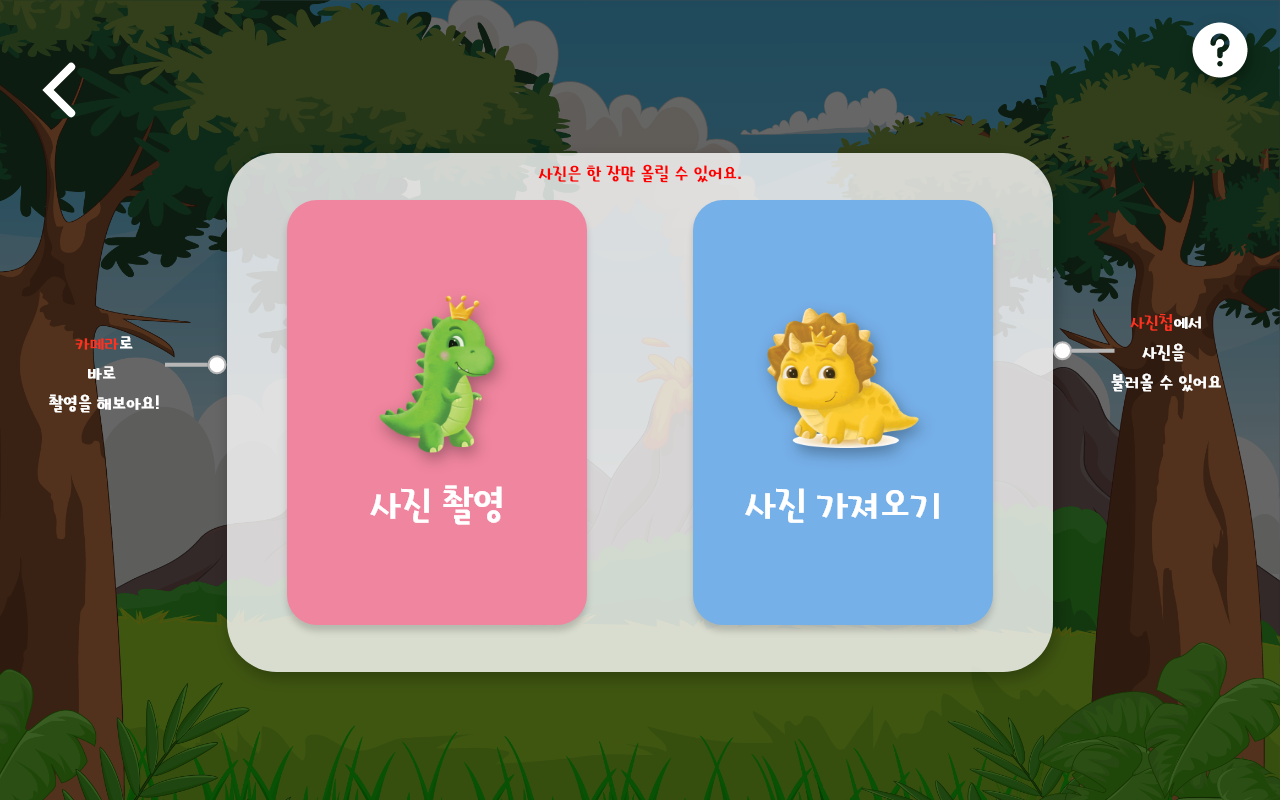 사진은 한 장만 올릴 수 있어요.
카메라로
바로
촬영을 해보아요!
사진 촬영
사진 가져오기
사진첩에서
사진을
불러올 수 있어요
?